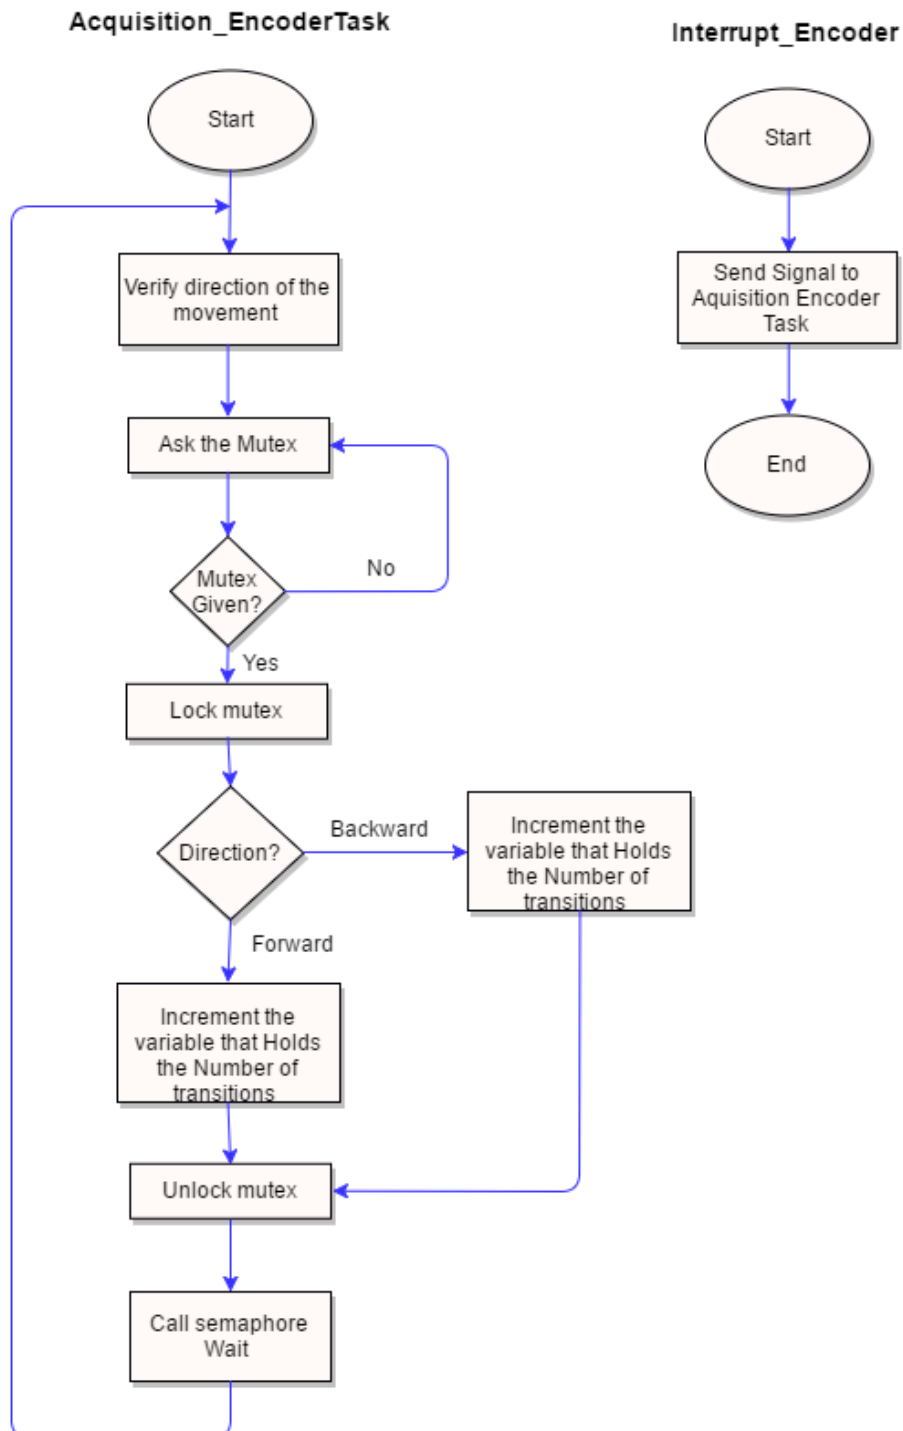 Acquisition_EncoderTask
Start
Verify direction of the
movement
Ask the Mutex
Mutex
Given?
No
Yes
Lock mutex
Direction?
Backward
Increment the
variable that Holds
the Number of
transitions
Forward
Increment the
variable that Holds
the Number of
transitions
Unlock mutex
Call semaphore
Wait
Interrupt_Encoder
Start
Send Signal to
Aquisition Encoder
Task
End